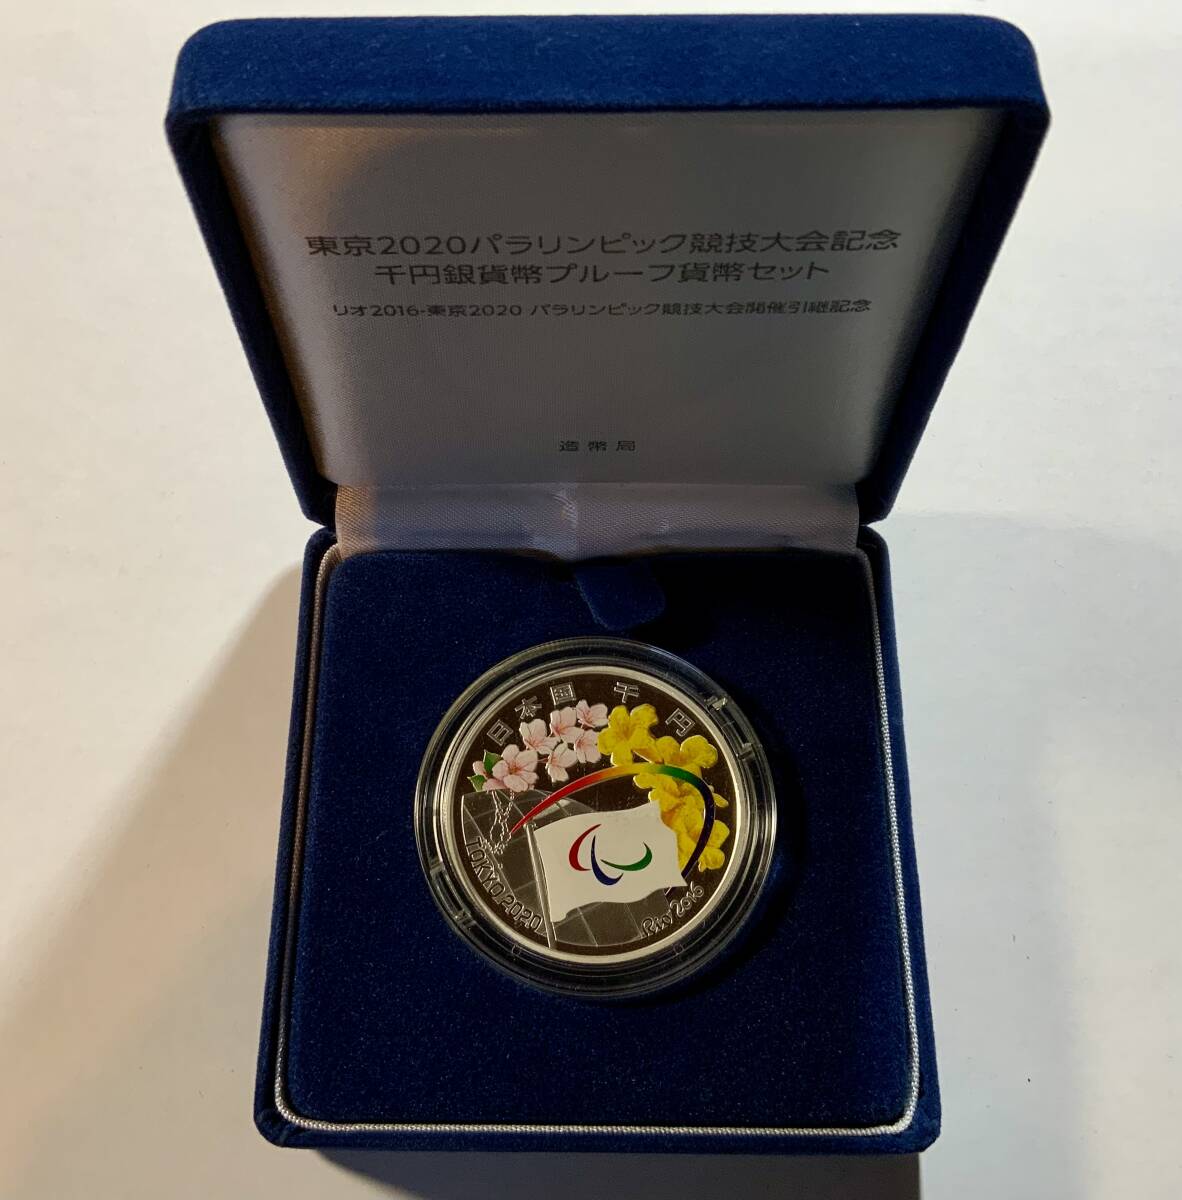 東京2020パラリンピック競技大会記念
千円銀貨幣プルーフ貨幣セット
リオ2016-東京2020 パラリンピック競技大会開催引継記念
造幣局
日本国 千円
TOKYO 2020
Rio 2016